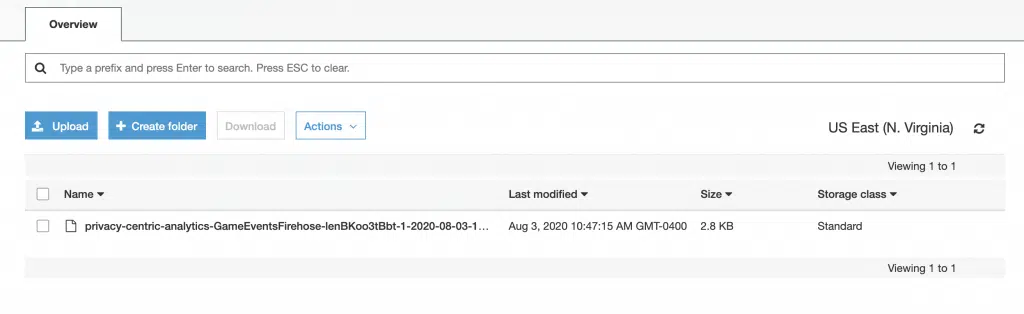 Overview
Type a prefix and press Enter to search. Press ESC to clear.
Upload Create folder Download Actions US East (N. Virginia)
Viewing 1 to 1
Name Last modified Size Storage class
privacy-centric-analytics-GameEventsFirehose-lenBKoo3tBbt-1-2020-08-03-1... Aug 3, 2020 10:47:15 AM GMT-0400 2.8 KB Standard
Viewing 1 to 1